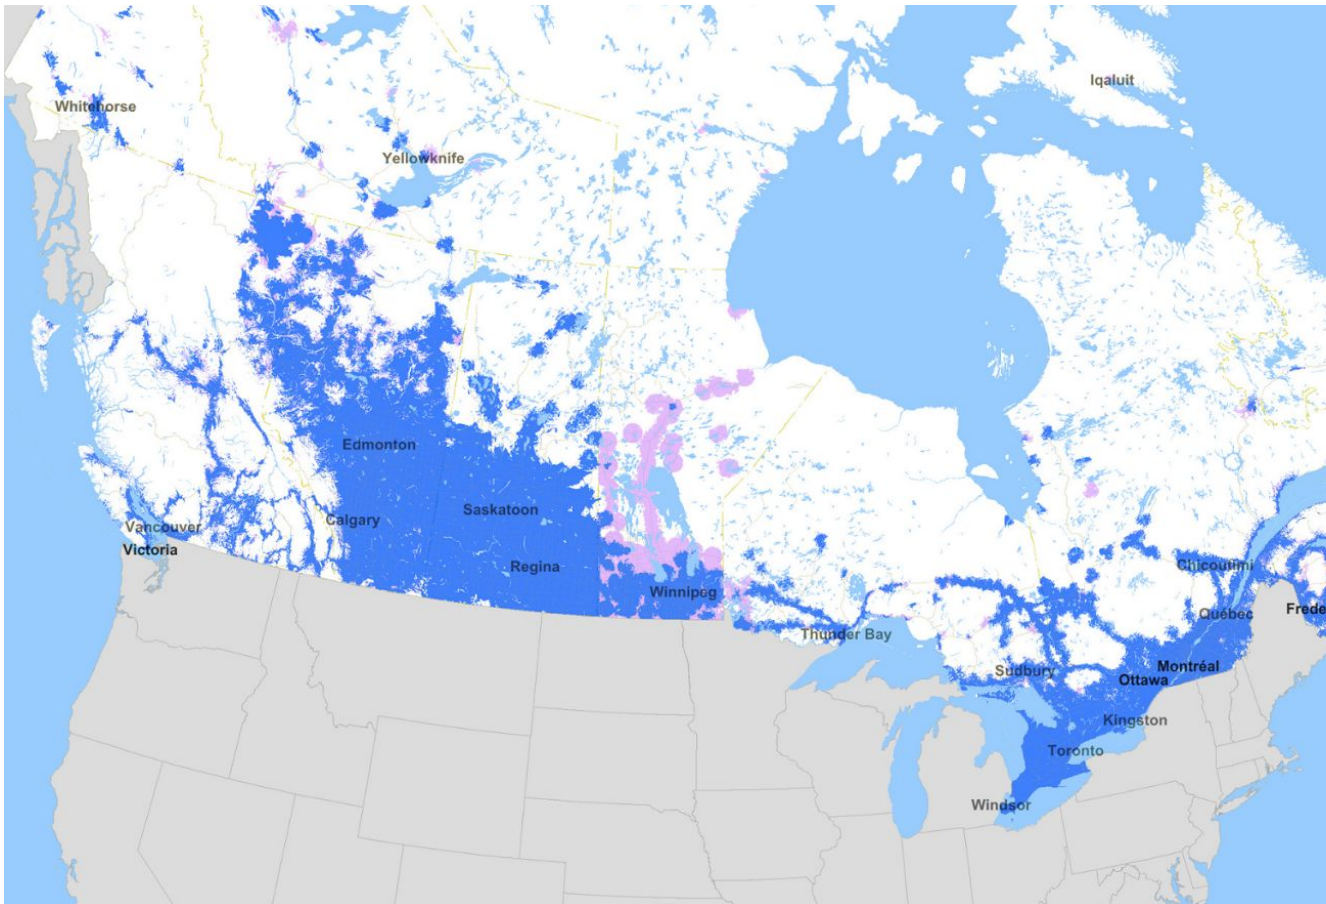 Iqaluit
Whitehorse
Yellowknife
Edmonton
Saskatoon
Calgary
Vancouver
Victoria
Regina
Chicoutimi
Winnipeg
Québec
Frede
Thunder Bay
Montréal
Sudbury
Ottawa
Kingston
Toronto
Windsor